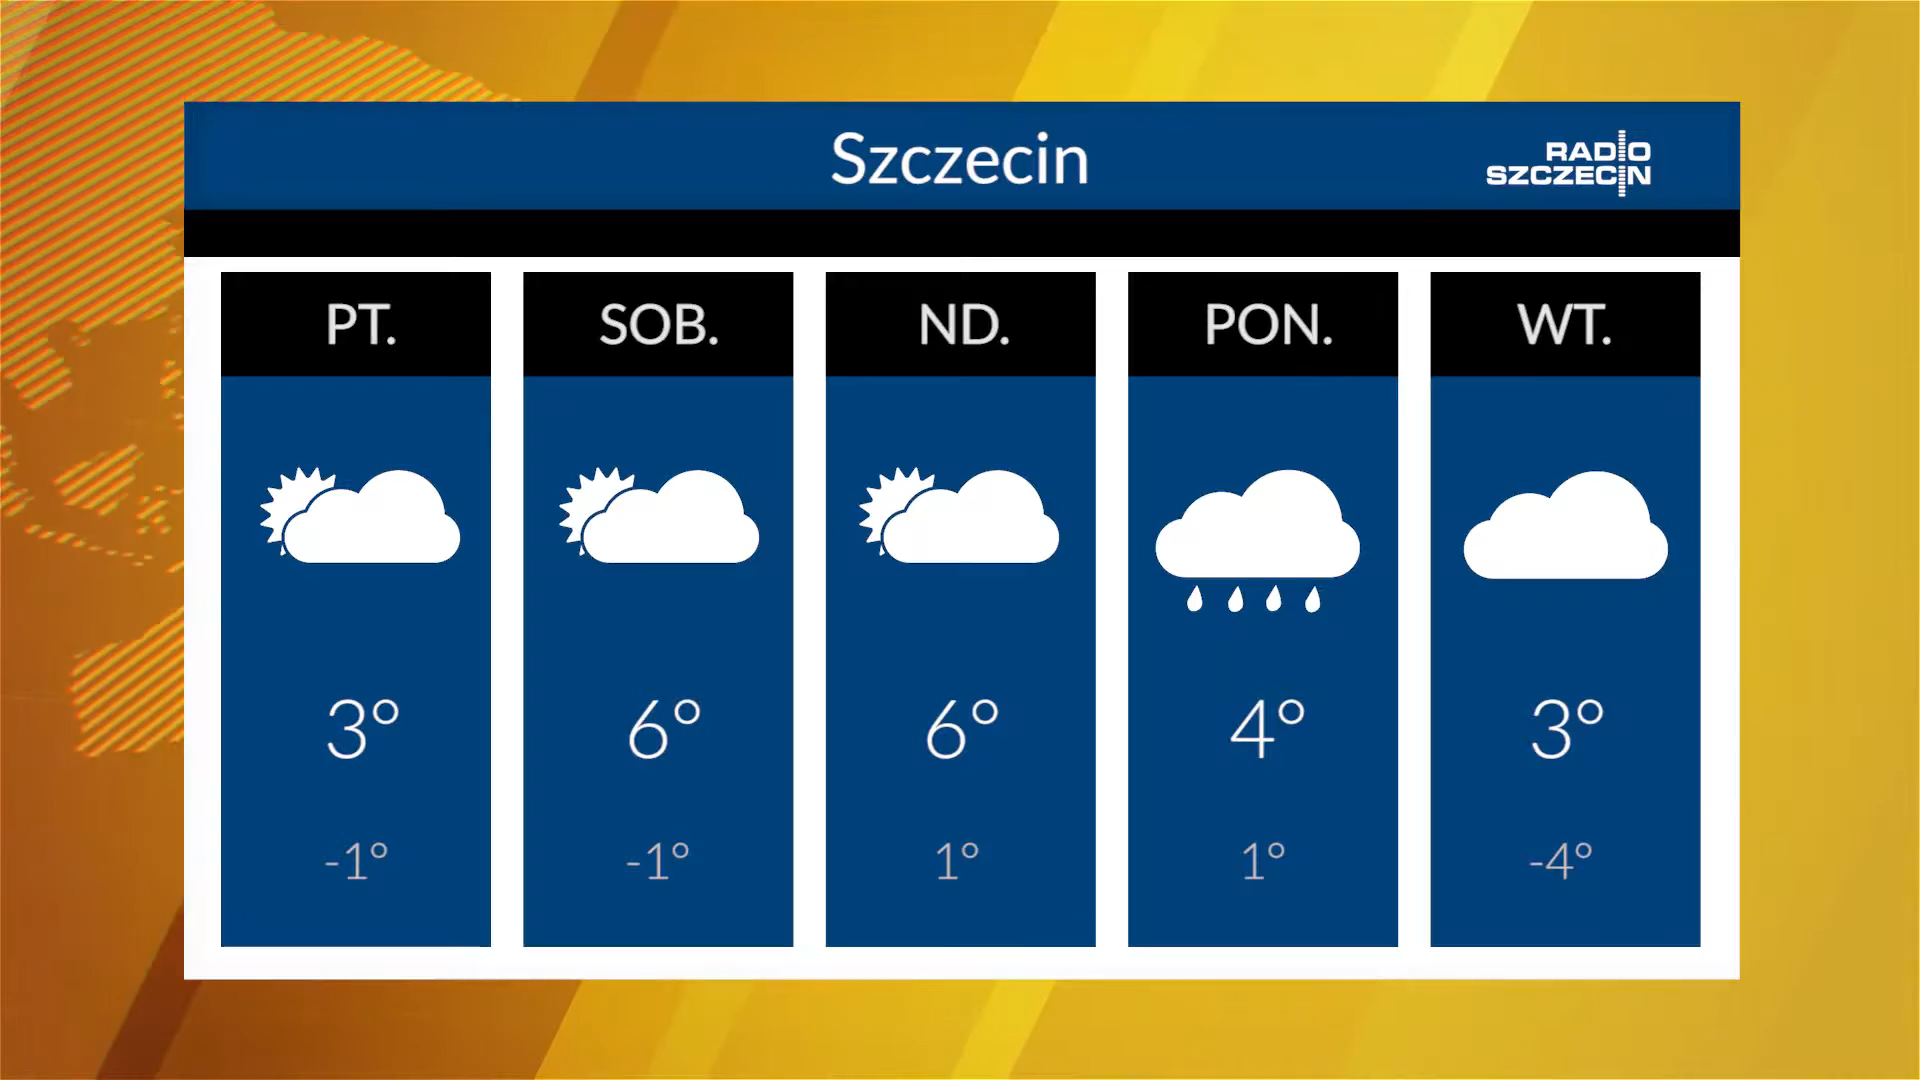 Szczecin
RADIO
SZCZECIN
PT.
SOB.
ND.
PON.
WT.
3°
6°
6°
4°
3°
-1°
-1°
1°
1°
-4°